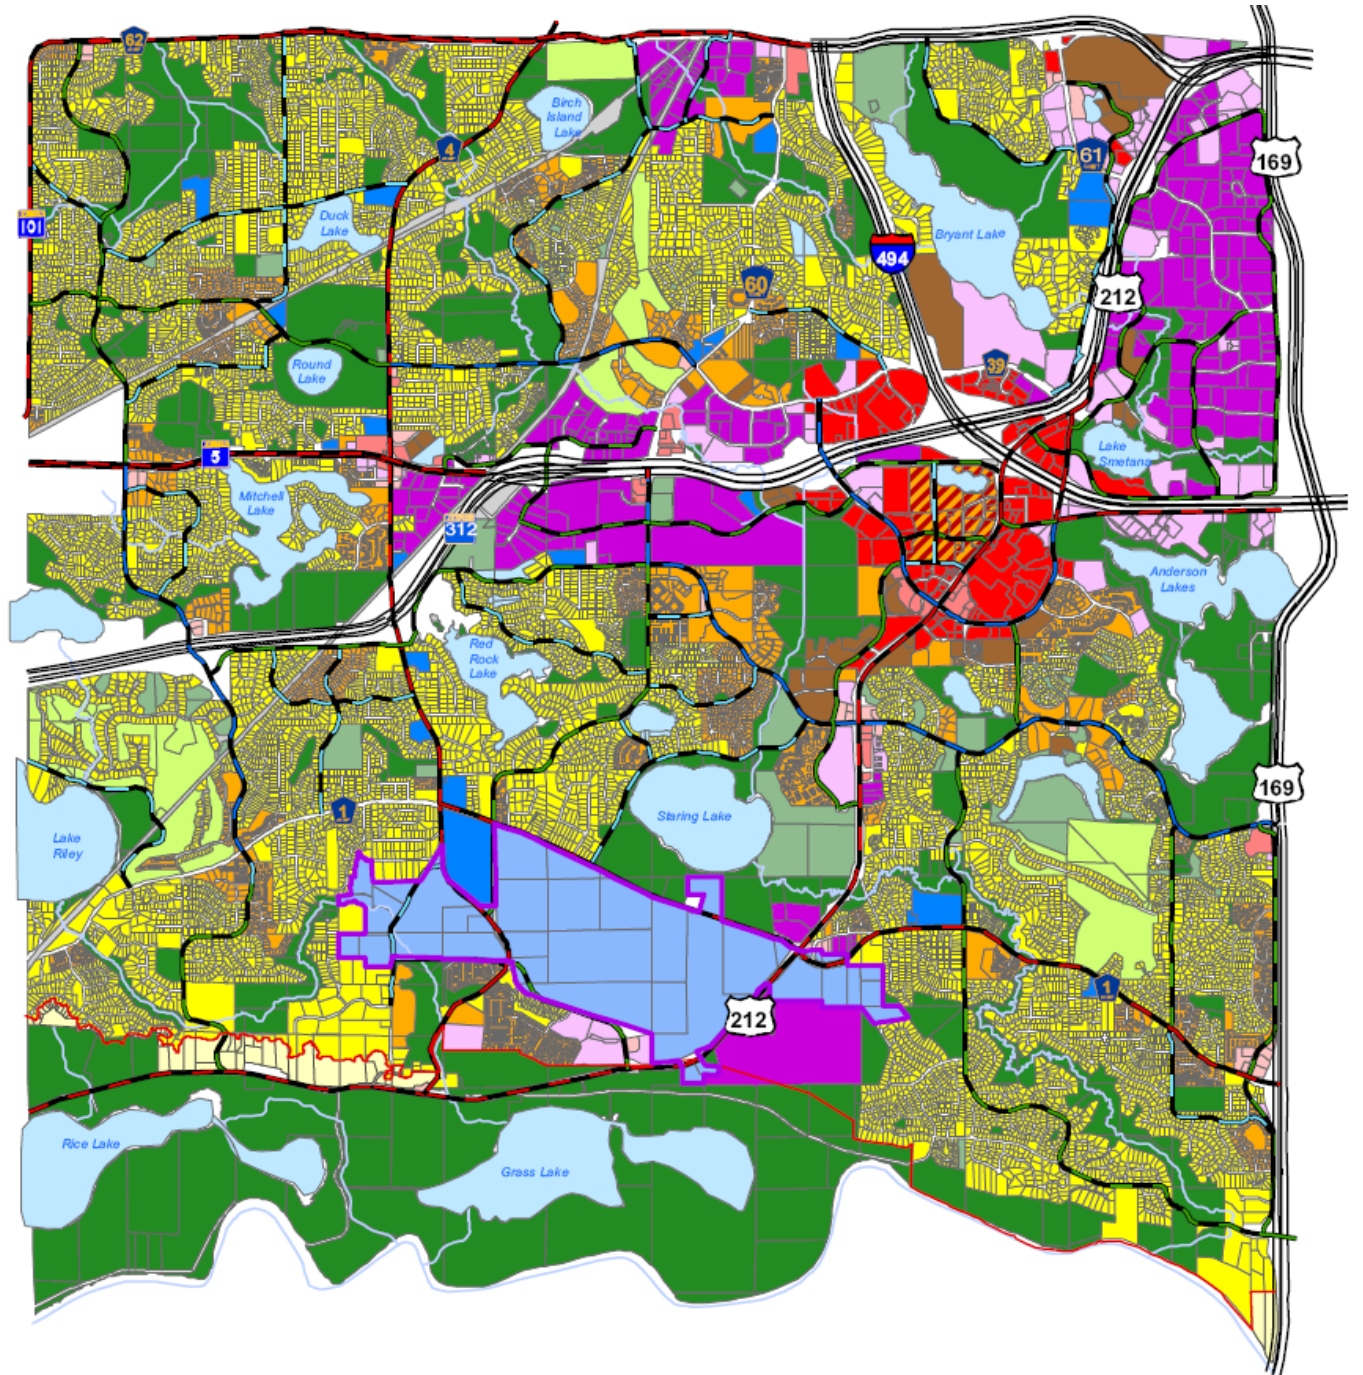 62
Birch
Island
Lake
4
61
169
101
Duck
Lake
Bryant Lake
494
60
212
Round
Lake
39
5
Lake
Smetana
Mitchell
Lake
312
Anderson
Lakes
Red
Rock
Lake
169
1
Staring Lake
Lake
Riley
1
212
Rice Lake
Grass Lake